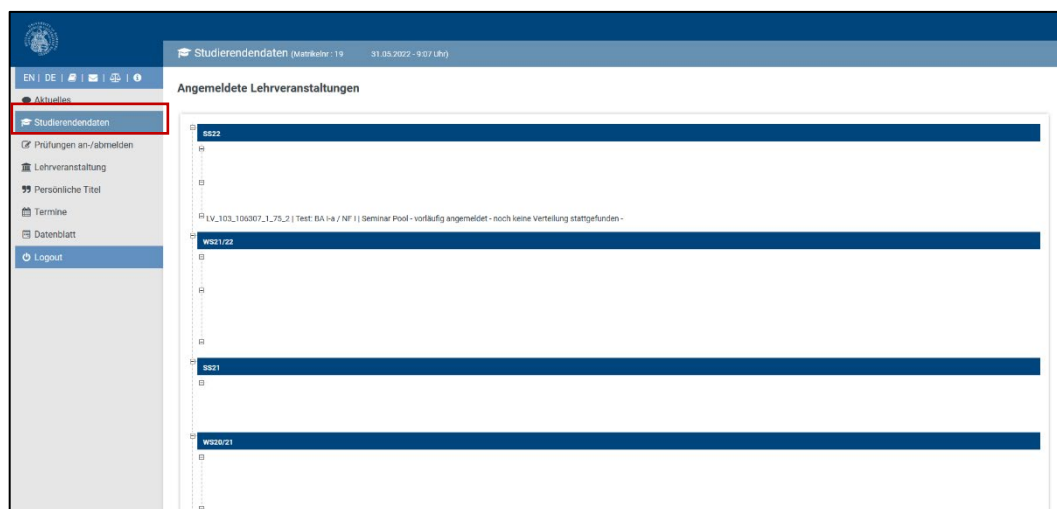 Studierendendaten (Matrikelnr : 19 31.05.2022 - 9:07 Uhr)
EN | DE |
Aktuelles
Studierendendaten
Prüfungen an-/abmelden
Lehrveranstaltung
Persönliche Titel
Termine
Datenblatt
Logout
Angemeldete Lehrveranstaltungen
SS22
LV_103_106307_1_75_2 | Test: BA I-a / NF I | Seminar Pool - vorläufig angemeldet - noch keine Verteilung stattgefunden -
WS21/22
SS21
WS20/21